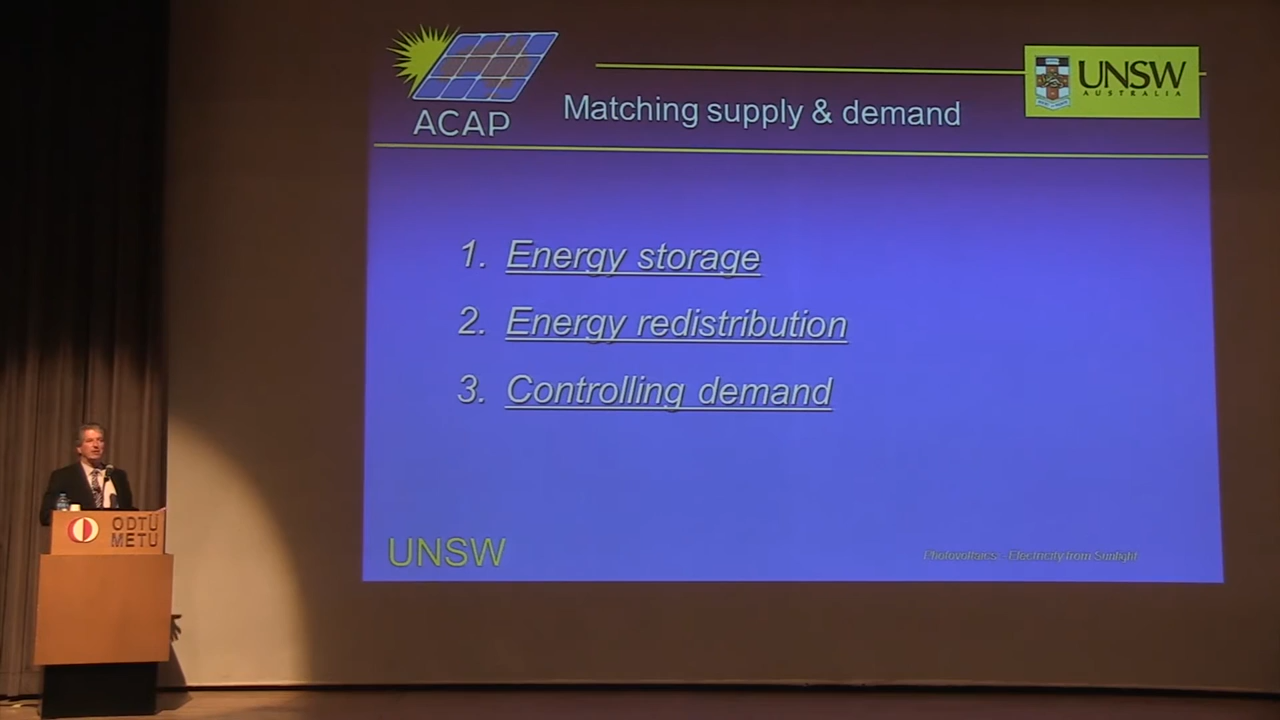 ACAP
Matching supply & demand
UNSW
AUSTRALIA
1. Energy storage
2. Energy redistribution
3. Controlling demand
UNSW
Photovoltaics: - Electricity from Sunlight
ODTÜ
METU